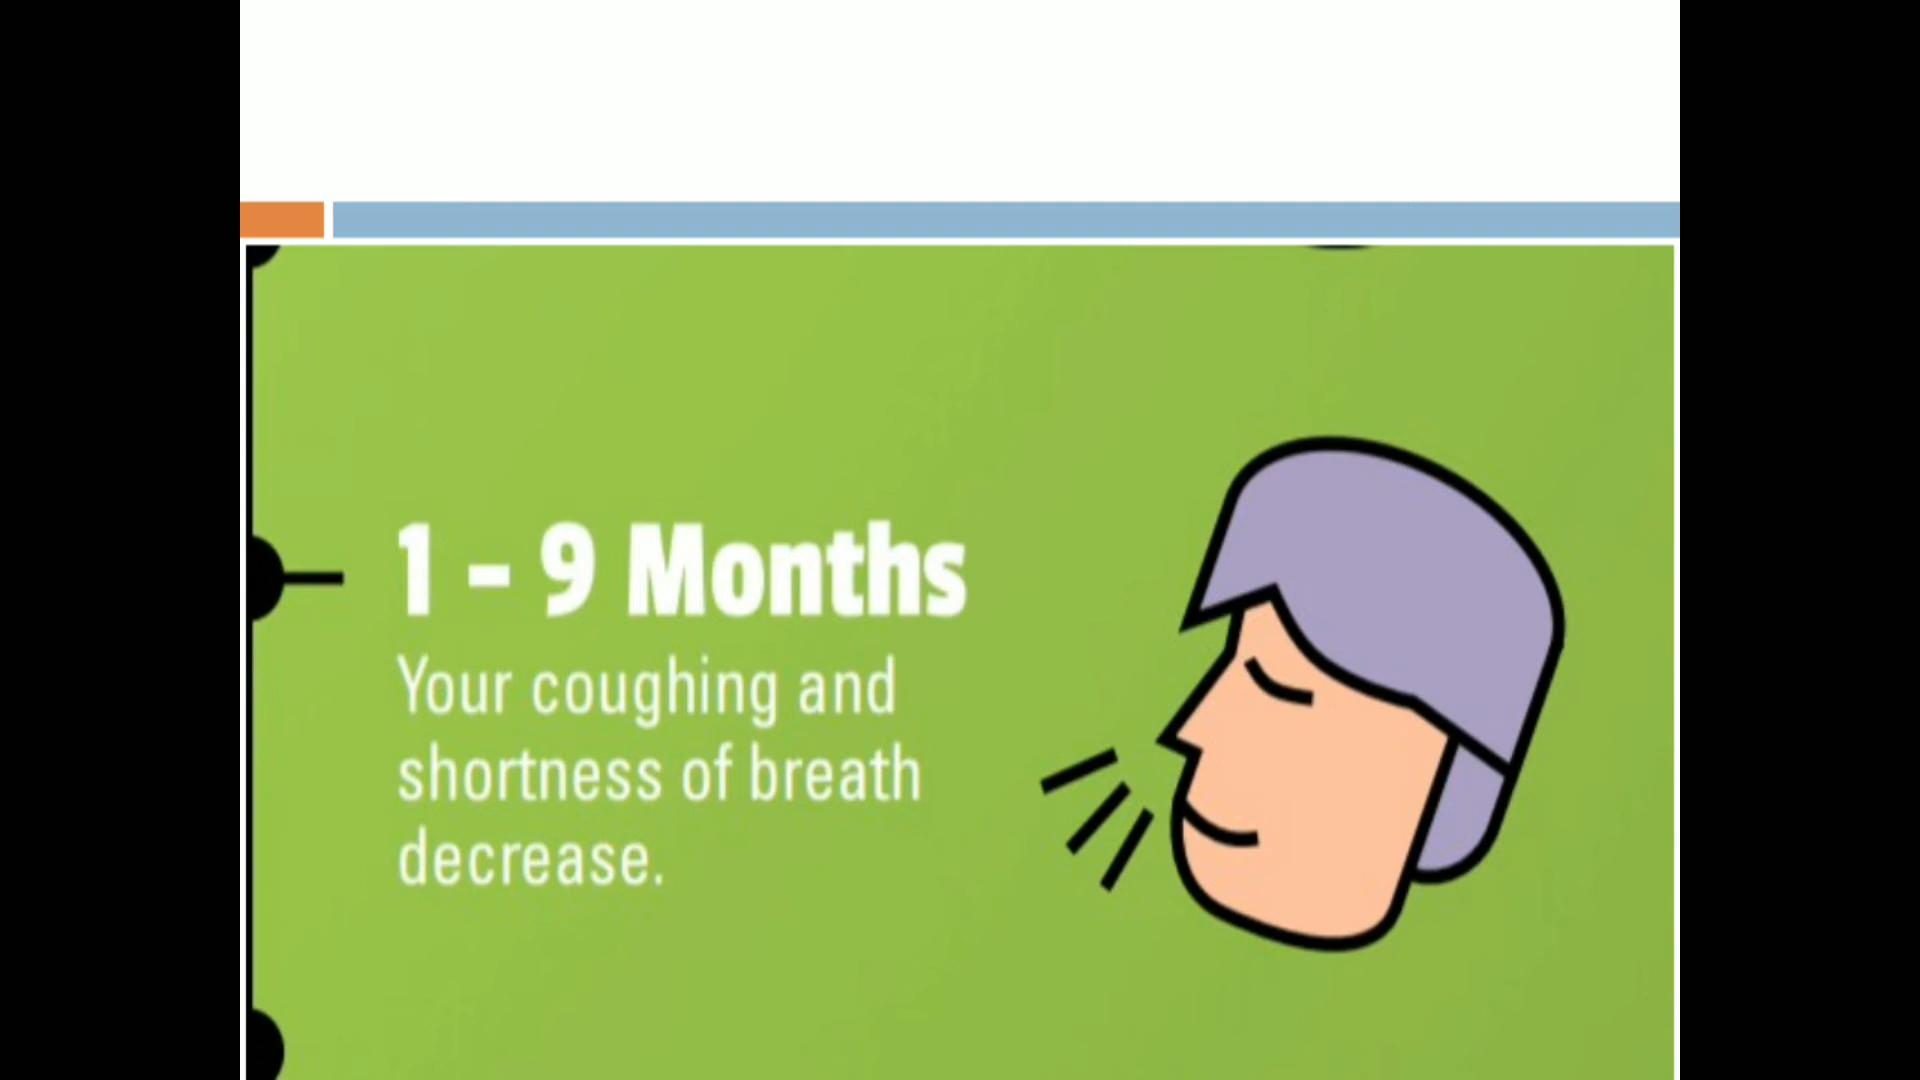 1 – 9 Months
Your coughing and
shortness of breath
decrease.